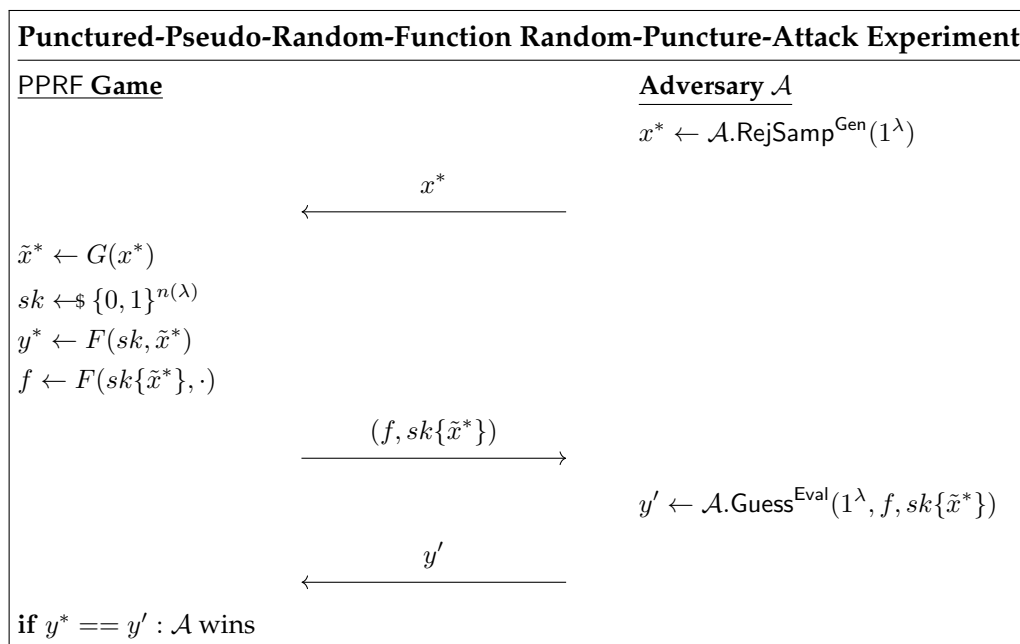 Punctured-Pseudo-Random-Function Random-Puncture-Attack Experiment
PPRF Game Adversary 𝒜
x* ← 𝒜.RejSamp^Gen(1^λ)
x*
x̃* ← G(x*)
sk ←$ {0, 1}^n(λ)
y* ← F(sk, x̃*)
f ← F(sk{x̃*}, ·)
(f, sk{x̃*})
y′ ← 𝒜.Guess^Eval(1^λ, f, sk{x̃*})
y′
if y* == y′ : 𝒜 wins